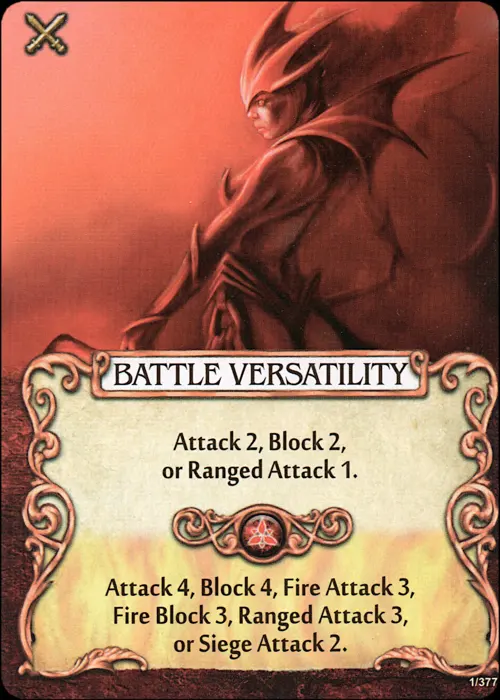 BATTLE VERSATILITY
Attack 2, Block 2,
or Ranged Attack 1.
Attack 4, Block 4, Fire Attack 3,
Fire Block 3, Ranged Attack 3,
or Siege Attack 2.
1/377